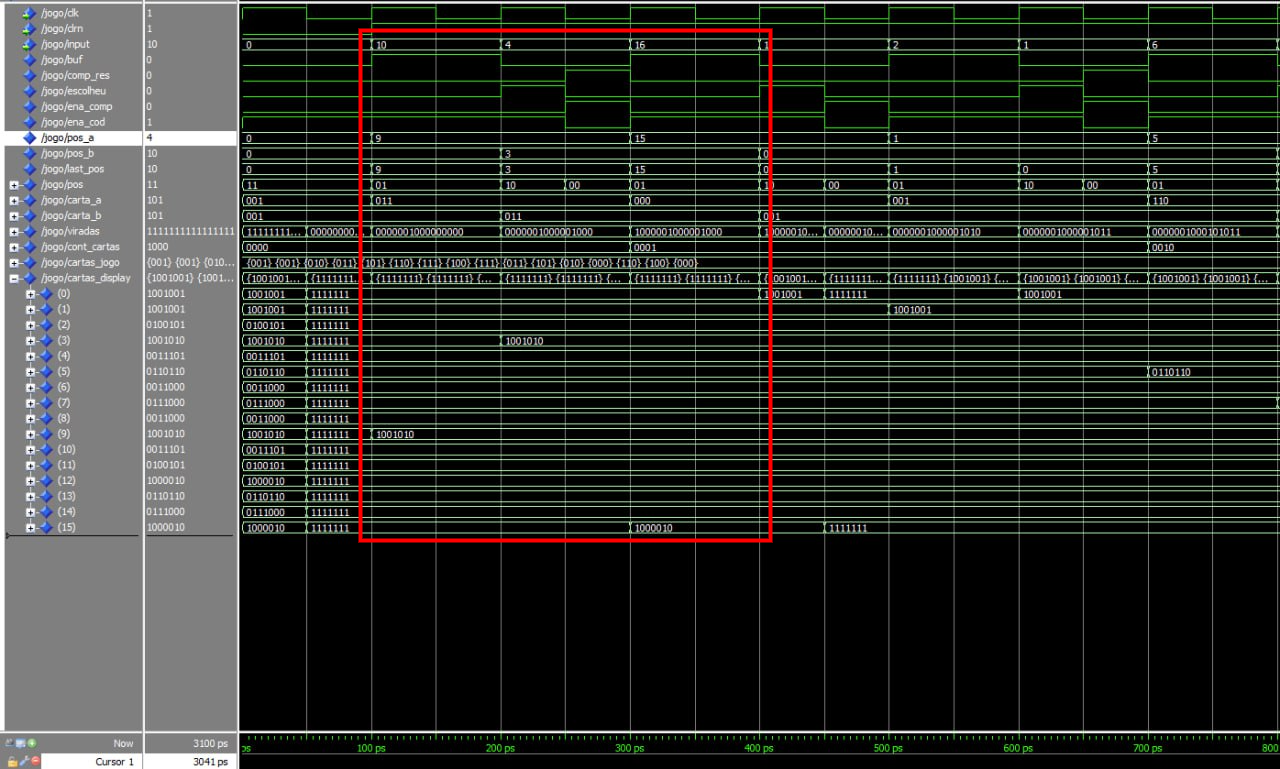 /jogo/clk 1
/jogo/clrn 1
/jogo/input 10 0 10 4 16 1 2 1 6
/jogo/buf 0
/jogo/comp_res 0
/jogo/escolheu 0
/jogo/ena_comp 0
/jogo/ena_cod 1
/jogo/pos_a 4 0 9 15 1 5
/jogo/pos_b 10 0 3 0
/jogo/last_pos 10 0 9 3 15 0 1 0 5
/jogo/pos 11 11 01 10 00 01 10 00 01 10 00 01
/jogo/carta_a 101 001 011 000 001 110
/jogo/carta_b 101 001 011 001
/jogo/viradas 1111111111111111 11111111... 00000000... 0000001000000000 0000001000001000 1000001000001000 1000001O... 0000001O... 0000001000001010 0000001000001011 0000001000101011
/jogo/cont_cartas 1000 0000 0001 0010
/jogo/cartas_jogo {001} {001} {010... {001} {001} {010} {011} {101} {110} {111} {100} {111} {011} {101} {010} {000} {110} {100} {000}
/jogo/cartas_display {1001001} {1001... {1001001... {1111111... {1111111} {1111111} {... {1111111} {1111111} {... {1111111} {1111111} {... {1001001... {1111111... {1111111} {1001001} {... {1001001} {1001001} {... {1001001} {1001001} {...
(0) 1001001 1001001 1111111 1001001 1111111 1001001
(1) 1001001 1001001 1111111 1001001
(2) 0100101 0100101 1111111
(3) 1001010 1001010 1111111 1001010
(4) 0011101 0011101 1111111
(5) 0110110 0110110 1111111 0110110
(6) 0011000 0011000 1111111
(7) 0111000 0111000 1111111
(8) 0011000 0011000 1111111
(9) 1001010 1001010 1111111 1001010
(10) 0011101 0011101 1111111
(11) 0100101 0100101 1111111
(12) 1000010 1000010 1111111
(13) 0110110 0110110 1111111
(14) 0111000 0111000 1111111
(15) 1000010 1000010 1111111 1000010 1111111
Now 3100 ps ps 100 ps 200 ps 300 ps 400 ps 500 ps 600 ps 700 ps 800
Cursor 1 3041 ps